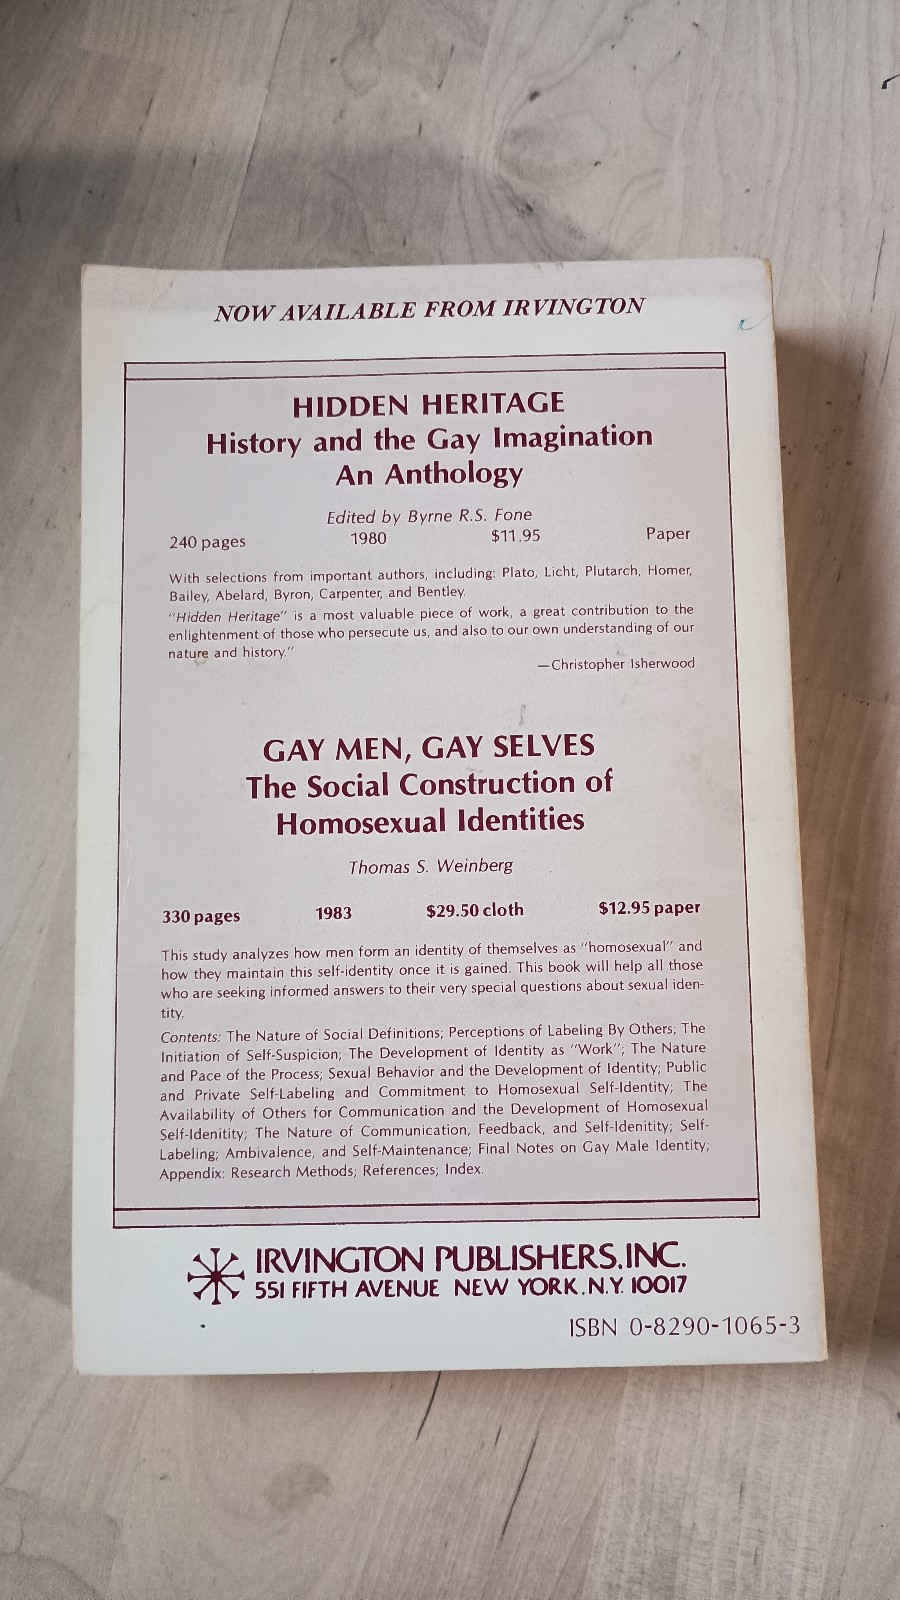 NOW AVAILABLE FROM IRVINGTON
HIDDEN HERITAGE
History and the Gay Imagination
An Anthology
Edited by Byrne R.S. Fone
240 pages 1980 $11.95 Paper
With selections from important authors, including: Plato, Licht, Plutarch, Homer,
Bailey, Abelard, Byron, Carpenter, and Bentley.
"Hidden Heritage" is a most valuable piece of work, a great contribution to the
enlightenment of those who persecute us, and also to our own understanding of our
nature and history."
—Christopher Isherwood
GAY MEN, GAY SELVES
The Social Construction of
Homosexual Identities
Thomas S. Weinberg
330 pages 1983 $29.50 cloth $12.95 paper
This study analyzes how men form an identity of themselves as "homosexual" and
how they maintain this self-identity once it is gained. This book will help all those
who are seeking informed answers to their very special questions about sexual iden-
tity.
Contents: The Nature of Social Definitions; Perceptions of Labeling By Others; The
Initiation of Self-Suspicion; The Development of Identity as "Work"; The Nature
and Pace of the Process; Sexual Behavior and the Development of Identity; Public
and Private Self-Labeling and Commitment to Homosexual Self-Identity; The
Availability of Others for Communication and the Development of Homosexual
Self-Idenitity; The Nature of Communication, Feedback, and Self-Idenitity; Self-
Labeling; Ambivalence, and Self-Maintenance; Final Notes on Gay Male Identity;
Appendix: Research Methods; References; Index.
IRVINGTON PUBLISHERS, INC.
551 FIFTH AVENUE NEW YORK, N.Y. 10017
ISBN 0-8290-1065-3